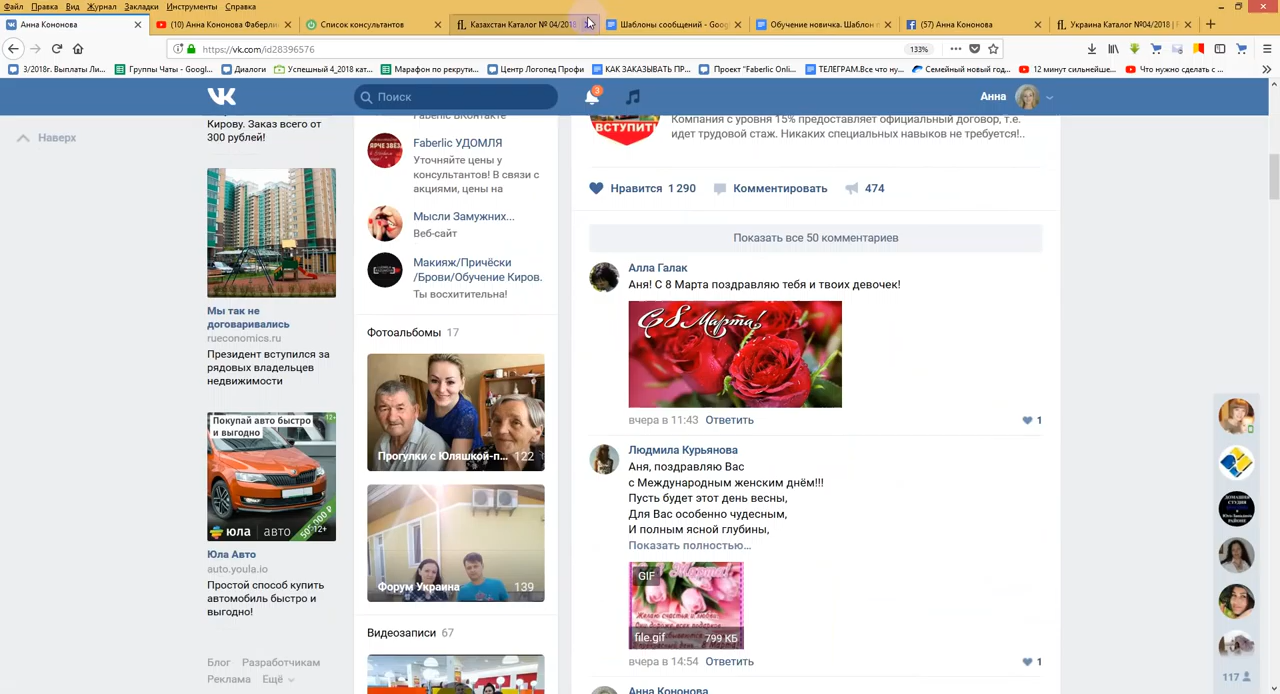 Файл Правка Вид Журнал Закладки Инструменты Справка
Анна Кононова
(10) Анна Кононова Фаберли
Список консультантов
Казахстан Каталог № 04/2018
Шаблоны сообщений - Goog
Обучение новичка. Шаблон п
(57) Анна Кононова
Украина Каталог №04/2018 | Р
https://vk.com/id28396576
133%
3/2018г. Выплаты Ли...
Группы Чаты - Googl...
Диалоги
Успешный 4_2018 кат...
Марафон по рекрути...
Центр Логопед Профи
КАК ЗАКАЗЫВАТЬ ПР...
Проект "Faberlic Onli...
ТЕЛЕГРАМ.Все что ну...
Семейный новый год...
12 минут сильнейше...
Что нужно сделать с ...
Поиск
3
Анна
Наверх
Кирову. Заказ всего от
300 рублей!
Мы так не
договаривались
rueconomics.ru
Президент вступился за
рядовых владельцев
недвижимости
Покупай авто быстро
и выгодно
12+
юла авто
Юла Авто
auto.youla.io
Простой способ купить
автомобиль быстро и
выгодно!
Блог Разработчикам
Реклама Ещё
Faberlic ВКонтакте
Faberlic УДОМЛЯ
Уточняйте цены у
консультантов! В связи с
акциями, цены на
Мысли Замужних...
Веб-сайт
Макияж/Причёски
/Брови/Обучение Киров.
Ты восхитительна!
Фотоальбомы 17
Прогулки с Юляшкой-п... 122
Форум Украина 139
Видеозаписи 67
ВСТУПИТЬ
Компания с уровня 15% предоставляет официальный договор, т.е.
идет трудовой стаж. Никаких специальных навыков не требуется!..
Нравится 1 290
Комментировать
474
Показать все 50 комментариев
Алла Галак
Аня! С 8 Марта поздравляю тебя и твоих девочек!
С 8 Марта!
вчера в 11:43 Ответить
1
Людмила Курьянова
Аня, поздравляю Вас
с Международным женским днём!!!
Пусть будет этот день весны,
Для Вас особенно чудесным,
И полным ясной глубины,
Показать полностью...
GIF
Марта!
file.gif 799 КБ
вчера в 14:54 Ответить
1
Анна Кононова
117